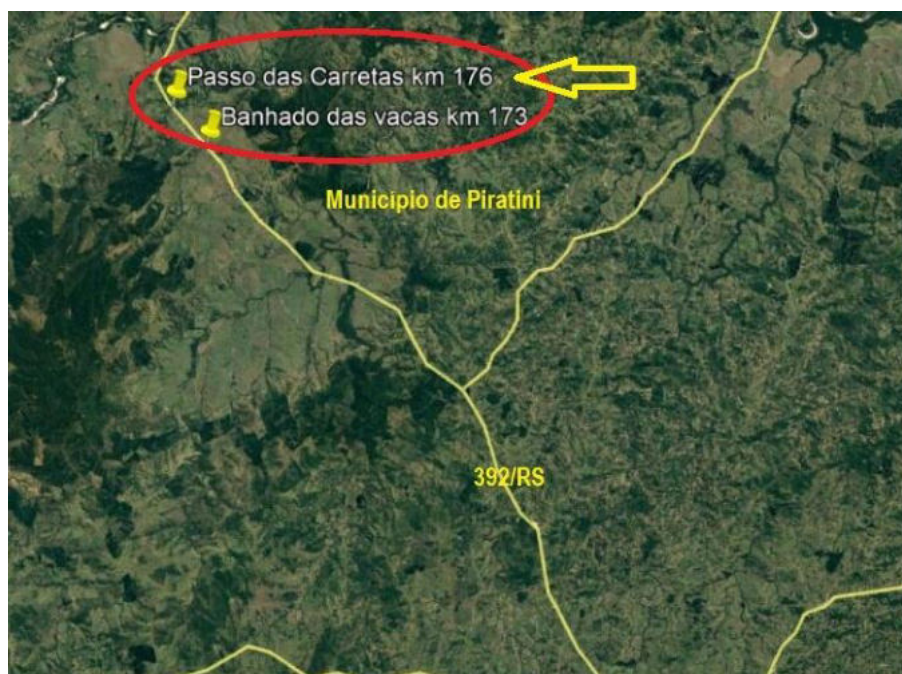 Passo das Carretas km 176
Banhado das vacas km 173
Município de Piratini
392/RS